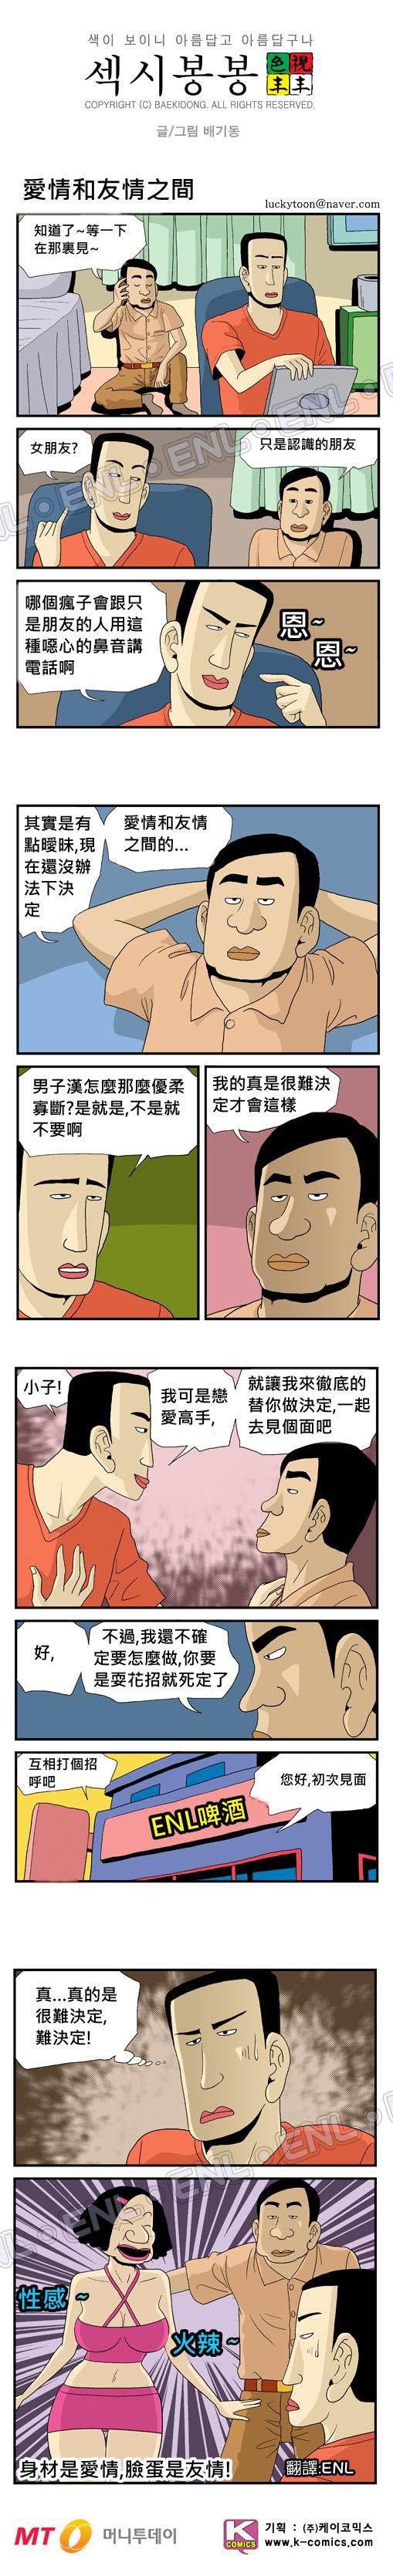 색이 보이니 아름답고 아름답구나
섹시봉봉
色視
丰丰
COPYRIGHT (C) BAEKIDONG. ALL RIGHTS RESERVED.
글/그림 배기동
愛情和友情之間
luckytoon@naver.com
知道了~等一下
在那裏見~
女朋友?
只是認識的朋友
哪個瘋子會跟只
是朋友的人用這
種噁心的鼻音講
電話啊
恩~
恩~
其實是有
點曖昧,現
在還沒辦
法下決
定
愛情和友情
之間的...
男子漢怎麼那麼優柔
寡斷?是就是,不是就
不要啊
我的真是很難決
定才會這樣
小子!
我可是戀
愛高手,
就讓我來徹底的
替你做決定,一起
去見個面吧
好,
不過,我還不確
定要怎麼做,你要
是耍花招就死定了
互相打個招
呼吧
您好,初次見面
ENL啤酒
真...真的是
很難決定,
難決定!
性感~
火辣~
身材是愛情,臉蛋是友情!
翻譯:ENL
MT 머니투데이
K
COMICS
기획 : (주)케이코믹스
www.k-comics.com